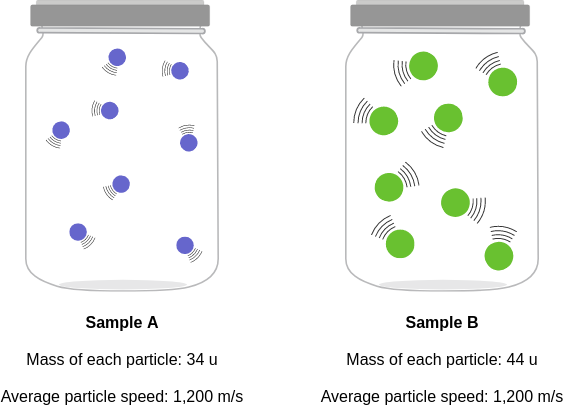 Sample A
Mass of each particle: 34 u
Average particle speed: 1,200 m/s
Sample B
Mass of each particle: 44 u
Average particle speed: 1,200 m/s